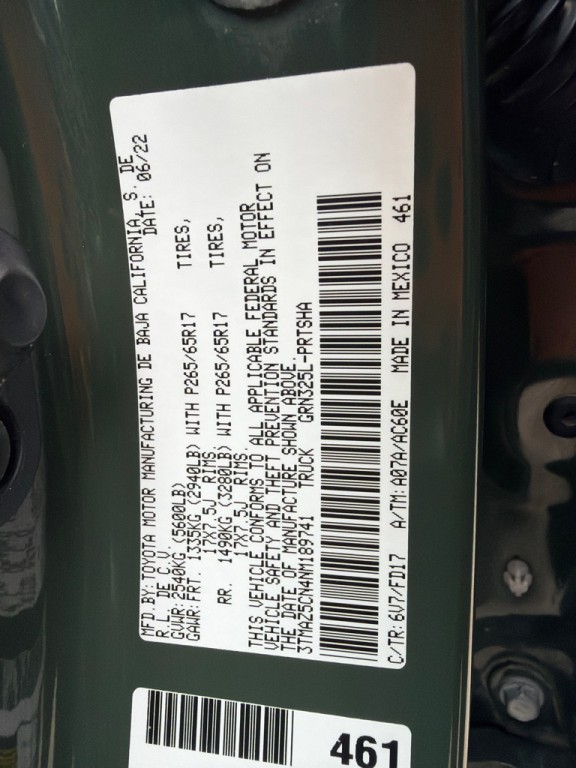 MFD.BY:TOYOTA MOTOR MANUFACTURING DE BAJA CALIFORNIA, S. DE
R.L. DE C.V. DATE: 06/22
GVWR: 2540KG (5600LB)
GAWR: FRT. 1335KG (2940LB) WITH P265/65R17 TIRES,
17X7.5J RIMS
RR. 1490KG (3280LB) WITH P265/65R17 TIRES,
17X7.5J RIMS.
THIS VEHICLE CONFORMS TO ALL APPLICABLE FEDERAL MOTOR
VEHICLE SAFETY AND THEFT PREVENTION STANDARDS IN EFFECT ON
THE DATE OF MANUFACTURE SHOWN ABOVE.
3TMAZ5CN4NM189741 TRUCK GRN325L-PRTSHA
C/TR: 6V7/FD17 A/TM: A07A/AC60E MADE IN MEXICO 461
461